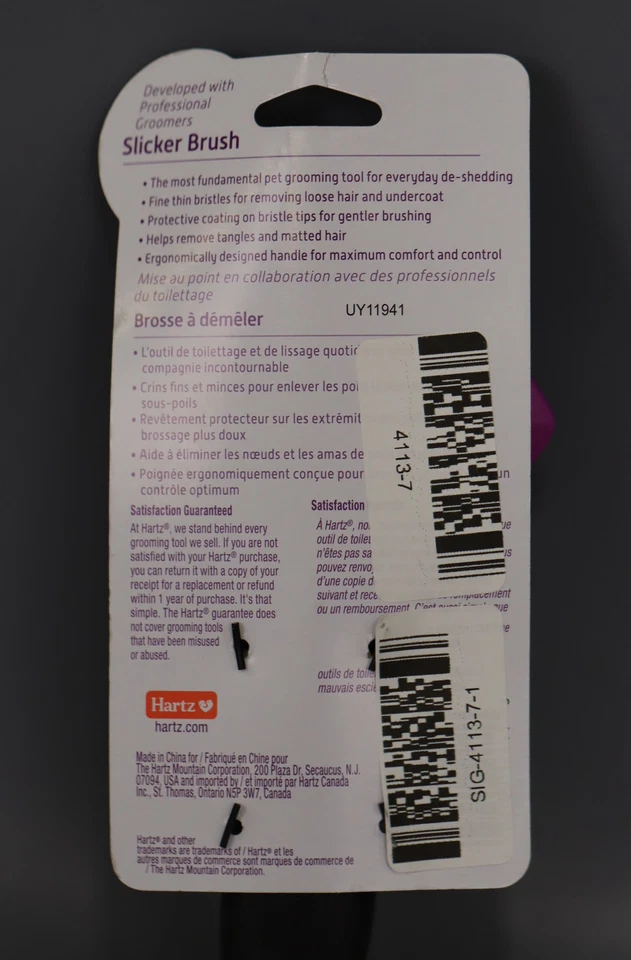 Developed with
Professional
Groomers
Slicker Brush
• The most fundamental pet grooming tool for everyday de-shedding
• Fine thin bristles for removing loose hair and undercoat
• Protective coating on bristle tips for gentler brushing
• Helps remove tangles and matted hair
• Ergonomically designed handle for maximum comfort and control
Mise au point en collaboration avec des professionnels
du toilettage
UY11941
Brosse à démêler
• L'outil de toilettage et de lissage
compagnie incontournable
• Crins fins et minces pour enlever les
sous-poils
• Revêtement protecteur sur les
brossage plus doux
• Aide à éliminer les nœuds et les amas de
• Poignée ergonomiquement conçue pour un
contrôle optimum
4113-7
Satisfaction Guaranteed
At Hartz®, we stand behind every
grooming tool we sell. If you are not
satisfied with your Hartz® purchase,
you can return it with a copy of your
receipt for a replacement or refund
within 1 year of purchase. It's that
simple. The Hartz® guarantee does
not cover grooming tools
that have been misused
or abused.
Satisfaction
À Hartz®,
outil de
n'êtes pas
pouvez
d'une copie
suivant et
ou un remboursement. C'est aussi
outils de
mauvais
SIG-4113-7-1
Hartz
hartz.com
Made in China for / Fabriqué en Chine pour
The Hartz Mountain Corporation, 200 Plaza Dr, Secaucus, N.J.
07094, USA and imported by / et importé par Hartz Canada
Inc., St. Thomas, Ontario N5P 3W7, Canada
Hartz® and other
trademarks are trademarks of / Hartz® et les
autres marques de commerce sont marques de commerce de
/ The Hartz Mountain Corporation.